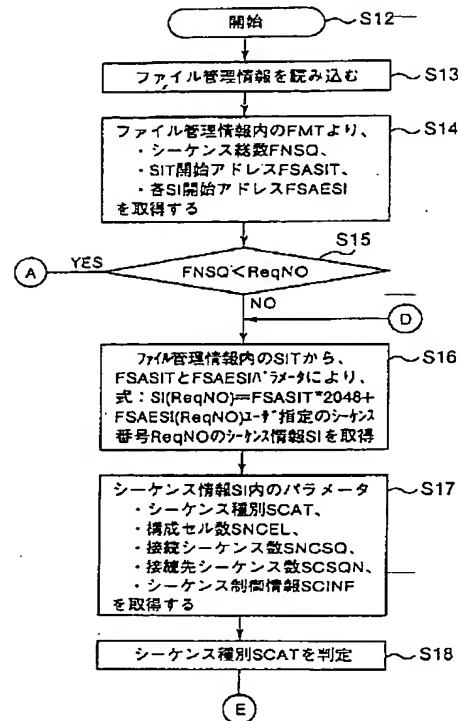 開始
S12
ファイル管理情報を読み込む
S13
ファイル管理情報内のFMTより、
・シーケンス総数FNSQ、
・SIT開始アドレスFSASIT、
・各SI開始アドレスFSAESI
を取得する
S14
S15
FNSQ<ReqNO
YES
A
NO
D
ファイル管理情報内のSITから、
FSASITとFSAESIパラメータにより、
式:SI(ReqNO)=FSASIT*2048+
FSAESI(ReqNO)ユーザ指定のシーケンス
番号ReqNOのシーケンス情報SIを取得
S16
シーケンス情報SI内のパラメータ
・シーケンス種別SCAT、
・構成セル数SNCEL、
・接続シーケンス数SNCSQ、
・接続先シーケンス数SCSQN、
・シーケンス制御情報SCINF
を取得する
S17
シーケンス種別SCATを判定
S18
E